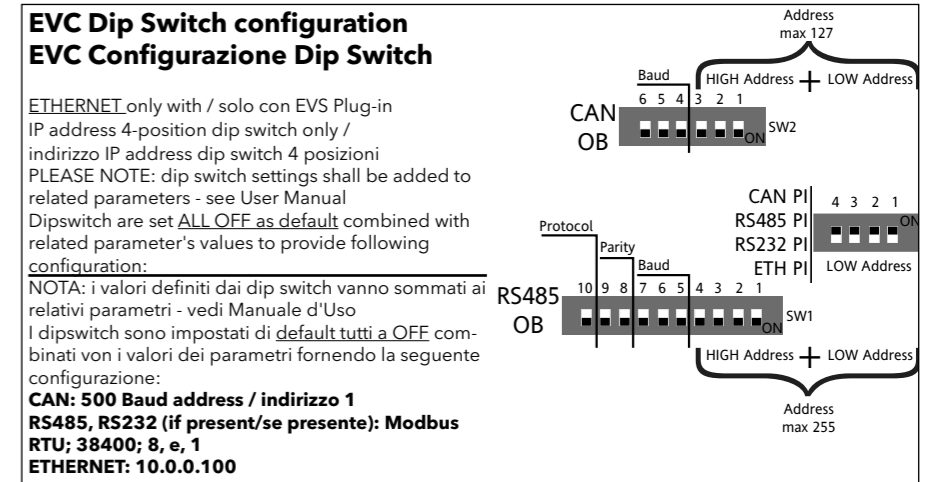 EVC Dip Switch configuration
EVC Configurazione Dip Switch
ETHERNET only with / solo con EVS Plug-in
IP address 4-position dip switch only /
indirizzo IP address dip switch 4 posizioni
PLEASE NOTE: dip switch settings shall be added to
related parameters - see User Manual
Dipswitch are set ALL OFF as default combined with
related parameter's values to provide following
configuration:
NOTA: i valori definiti dai dip switch vanno sommati ai
relativi parametri - vedi Manuale d'Uso
I dipswitch sono impostati di default tutti a OFF com-
binati von i valori dei parametri fornendo la seguente
configurazione:
CAN: 500 Baud address / indirizzo 1
RS485, RS232 (if present/se presente): Modbus
RTU; 38400; 8, e, 1
ETHERNET: 10.0.0.100
Address
max 127
Baud
HIGH Address + LOW Address
6 5 4 3 2 1
CAN
OB
ON
SW2
CAN PI
RS485 PI
RS232 PI
ETH PI
4 3 2 1
ON
LOW Address
Protocol
Parity
Baud
10 9 8 7 6 5 4 3 2 1
RS485
OB
ON
SW1
HIGH Address + LOW Address
Address
max 255